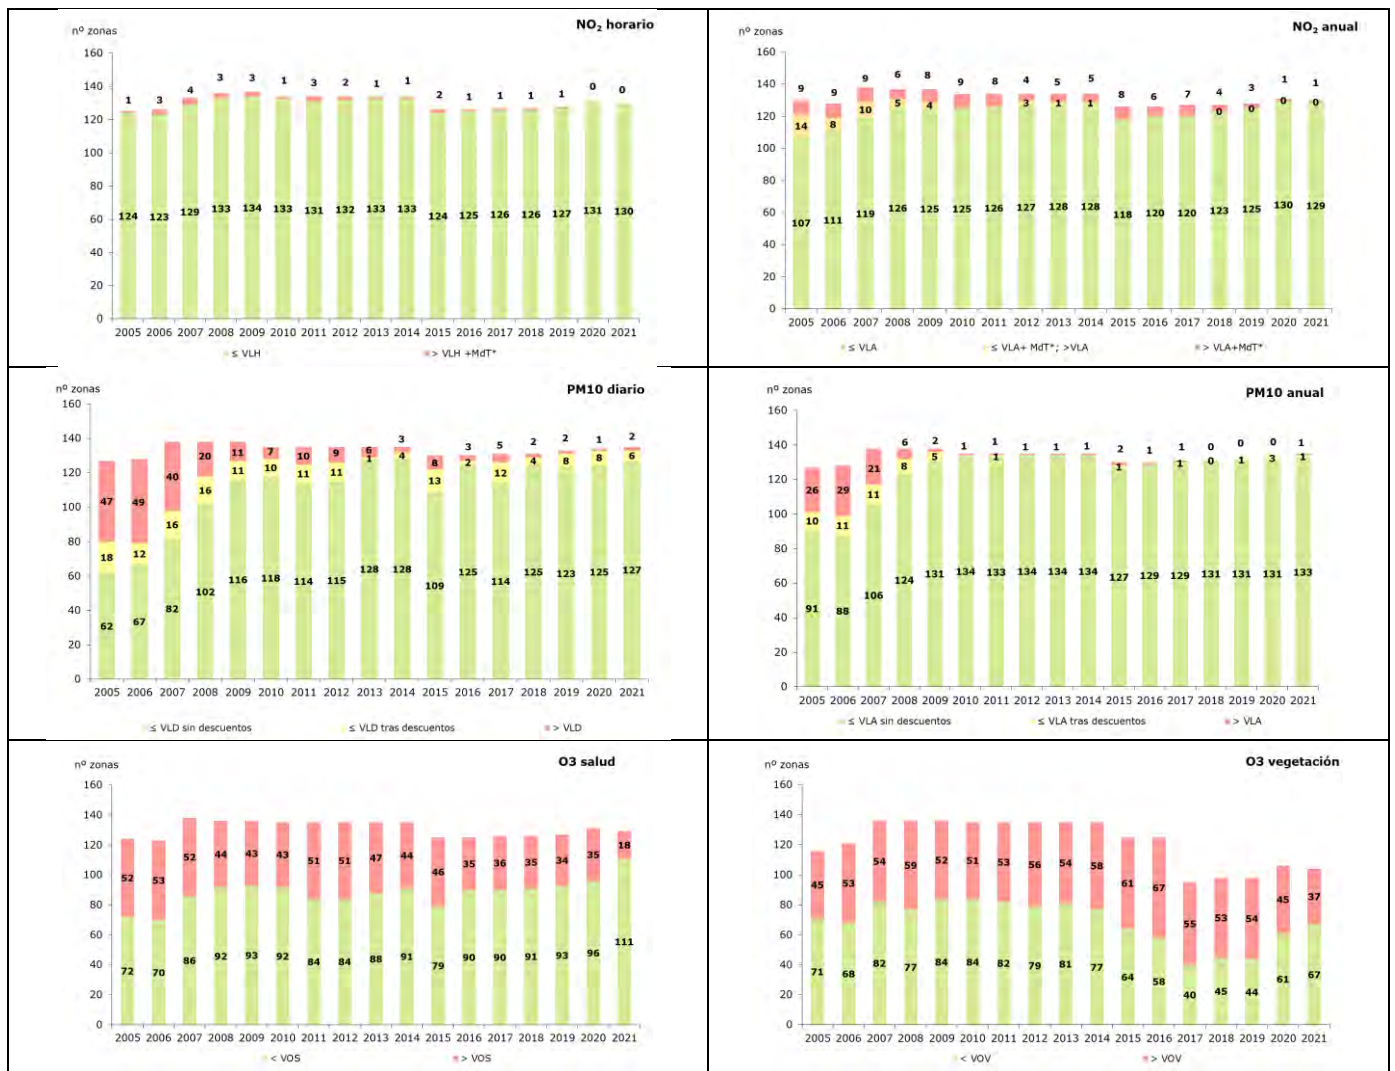 NO₂ horario
nº zonas
160
140
120
100
80
60
40
20
0
1 3 4 3 3 1 3 2 1 1 2 1 1 1 1 0 0
124 123 129 133 134 133 131 132 133 133 124 125 126 126 127 131 130
2005 2006 2007 2008 2009 2010 2011 2012 2013 2014 2015 2016 2017 2018 2019 2020 2021
≤ VLH > VLH +MdT*
NO₂ anual
nº zonas
160
140
120
100
80
60
40
20
0
9 9 9 6 8 9 8 4 5 5 8 6 7 4 3 1 1
14 8 10 5 4 3 1 1 0 0 0 0
107 111 119 126 125 125 126 127 128 128 118 120 120 123 125 130 129
2005 2006 2007 2008 2009 2010 2011 2012 2013 2014 2015 2016 2017 2018 2019 2020 2021
≤ VLA ≤ VLA+ MdT*; >VLA > VLA+MdT*
nº zonas
PM10 diario
160
140
120
100
80
60
40
20
0
47 49 40 20 11 7 10 9 6 3 8 3 5 2 2 1 2
18 12 16 16 11 10 11 11 1 4 13 2 12 4 8 8 6
62 67 82 102 116 118 114 115 128 128 109 125 114 125 123 125 127
2005 2006 2007 2008 2009 2010 2011 2012 2013 2014 2015 2016 2017 2018 2019 2020 2021
≤ VLD sin descuentos ≤ VLD tras descuentos > VLD
nº zonas
PM10 anual
160
140
120
100
80
60
40
20
0
26 29 21 6 2 1 1 1 1 1 2 1 1 0 0 0 1
10 11 11 8 5 1 1 1 0 1 3 1
91 88 106 124 131 134 133 134 134 134 127 129 129 131 131 131 133
2005 2006 2007 2008 2009 2010 2011 2012 2013 2014 2015 2016 2017 2018 2019 2020 2021
≤ VLA sin descuentos ≤ VLA tras descuentos > VLA
nº zonas
O3 salud
160
140
120
100
80
60
40
20
0
52 53 52 44 43 43 51 51 47 44 46 35 36 35 34 35 18
72 70 86 92 93 92 84 84 88 91 79 90 90 91 93 96 111
2005 2006 2007 2008 2009 2010 2011 2012 2013 2014 2015 2016 2017 2018 2019 2020 2021
< VOS > VOS
nº zonas
O3 vegetación
160
140
120
100
80
60
40
20
0
45 53 54 59 52 51 53 56 54 58 61 67 55 53 54 45 37
71 68 82 77 84 84 82 79 81 77 64 58 40 45 44 61 67
2005 2006 2007 2008 2009 2010 2011 2012 2013 2014 2015 2016 2017 2018 2019 2020 2021
< VOV > VOV